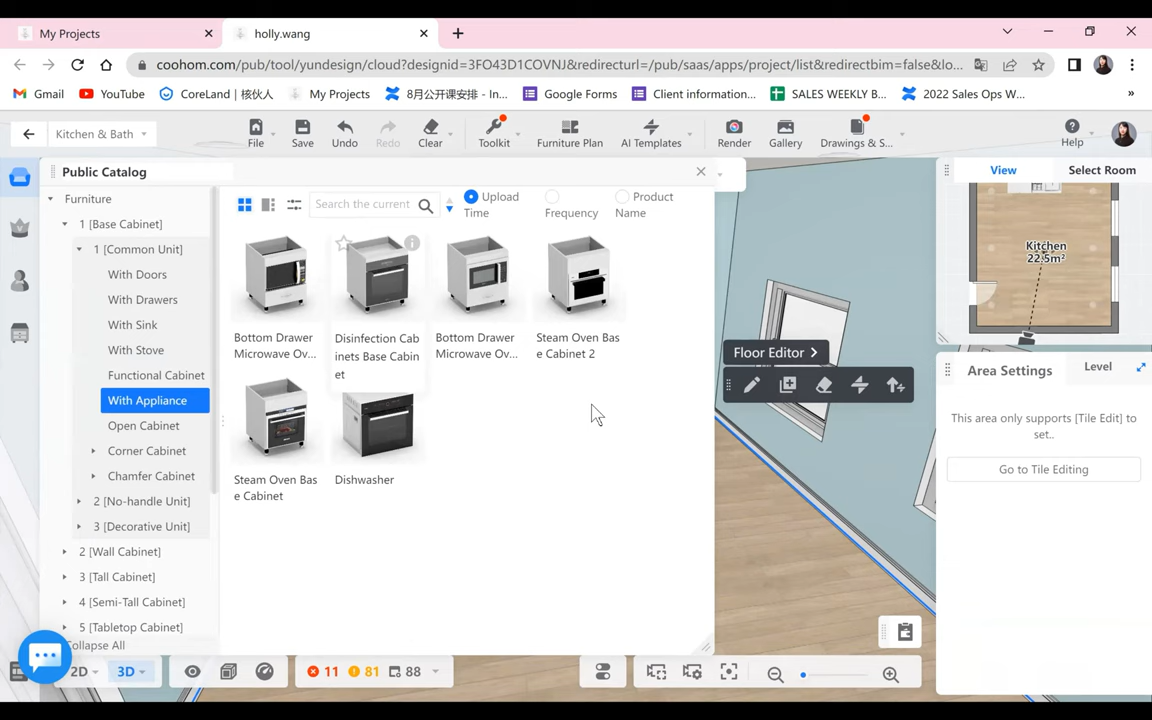 My Projects
holly.wang
coohom.com/pub/tool/yundesign/cloud?designid=3FO43D1COVNJ&redirecturl=/pub/saas/apps/project/list&redirectbim=false&lo...
Gmail
YouTube
CoreLand | 核伙人
My Projects
8月公开课安排 - In...
Google Forms
Client information...
SALES WEEKLY B...
2022 Sales Ops W...
»
Kitchen & Bath
File
Save
Undo
Redo
Clear
Toolkit
Furniture Plan
AI Templates
Render
Gallery
Drawings & S...
Help
Public Catalog
Furniture
1 [Base Cabinet]
1 [Common Unit]
With Doors
With Drawers
With Sink
With Stove
Functional Cabinet
With Appliance
Open Cabinet
Corner Cabinet
Chamfer Cabinet
2 [No-handle Unit]
3 [Decorative Unit]
2 [Wall Cabinet]
3 [Tall Cabinet]
4 [Semi-Tall Cabinet]
5 [Tabletop Cabinet]
Collapse All
Search the current
Upload
Time
Frequency
Product
Name
Bottom Drawer
Microwave Ov...
Disinfection Cab
inets Base Cabin
et
Bottom Drawer
Microwave Ov...
Steam Oven Bas
e Cabinet 2
Steam Oven Bas
e Cabinet
Dishwasher
Floor Editor
View
Select Room
Kitchen
22.5m²
Area Settings
Level
This area only supports [Tile Edit] to
set..
Go to Tile Editing
2D
3D
11
81
88